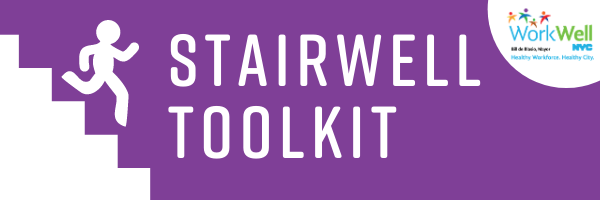 STAIRWELL
TOOLKIT
WorkWell
Bill de Blasio, Mayor
NYC
Healthy Workforce. Healthy City.